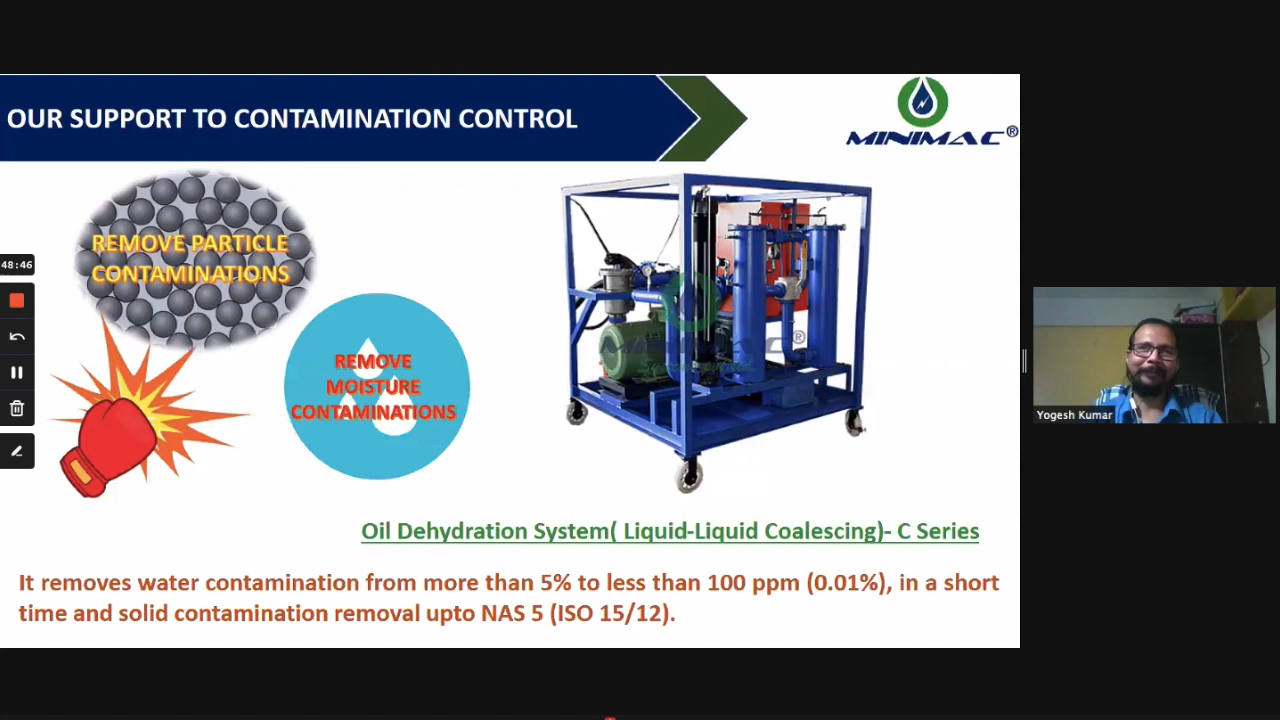 OUR SUPPORT TO CONTAMINATION CONTROL
MINIMAC®
REMOVE PARTICLE
CONTAMINATIONS
48:46
REMOVE
MOISTURE
CONTAMINATIONS
MINIMAC®
Yogesh Kumar
Oil Dehydration System( Liquid-Liquid Coalescing)- C Series
It removes water contamination from more than 5% to less than 100 ppm (0.01%), in a short
time and solid contamination removal upto NAS 5 (ISO 15/12).